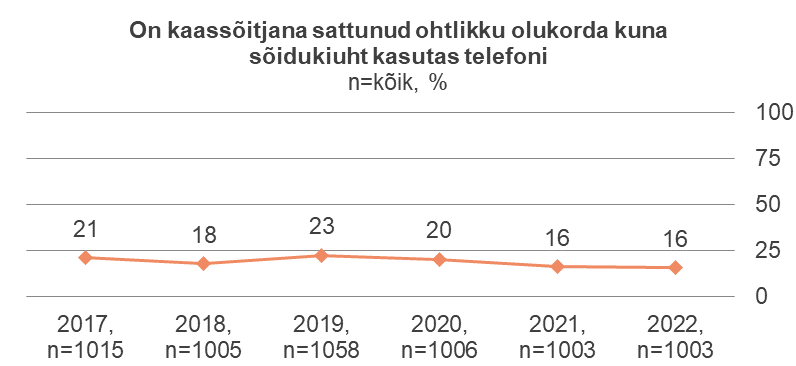 On kaassõitjana sattunud ohtlikku olukorda kuna
sõidukiuht kasutas telefoni
n=kõik, %
100
75
50
25
0
21
18
23
20
16
16
2017,
n=1015
2018,
n=1005
2019,
n=1058
2020,
n=1006
2021,
n=1003
2022,
n=1003